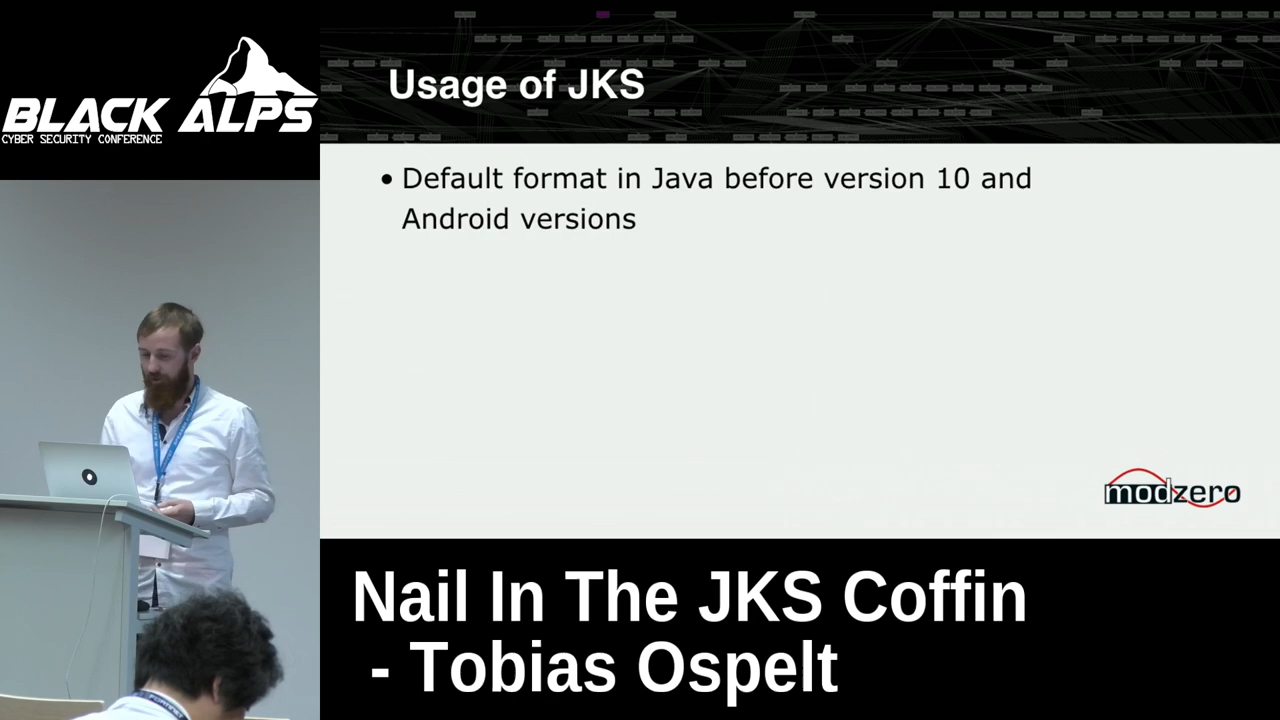 BLACK ALPS
CYBER SECURITY CONFERENCE
Usage of JKS
• Default format in Java before version 10 and
Android versions
modzero
Nail In The JKS Coffin
- Tobias Ospelt